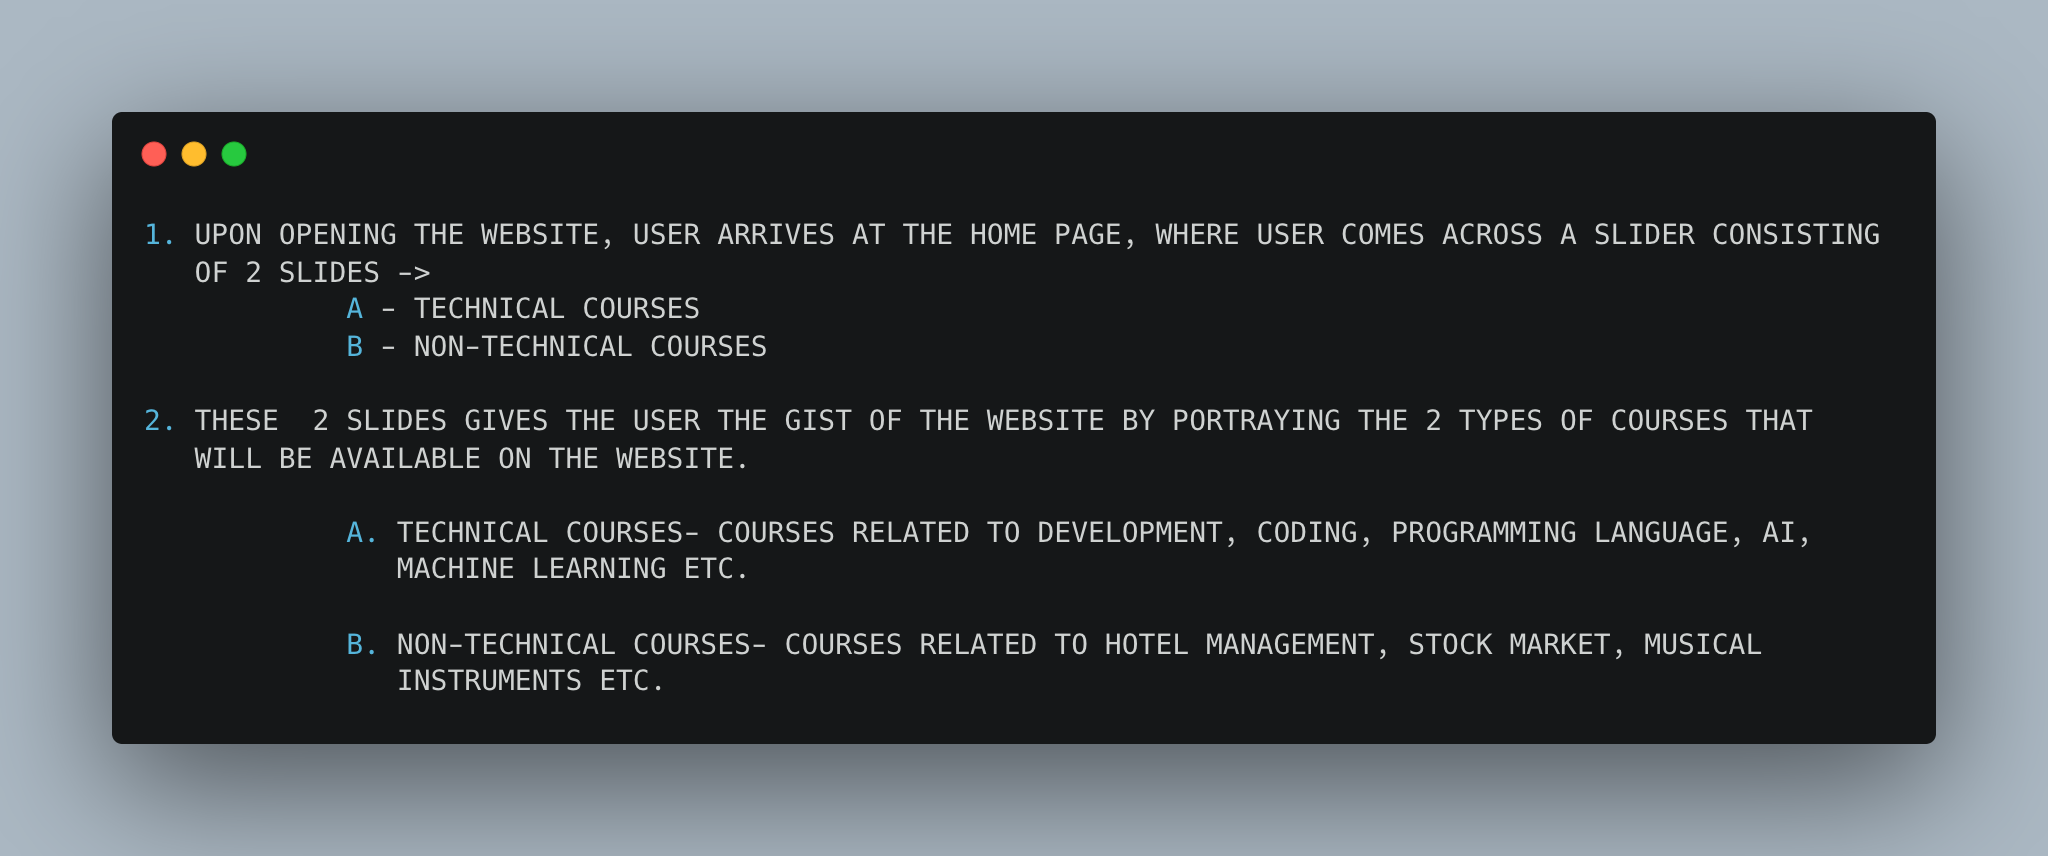 1. UPON OPENING THE WEBSITE, USER ARRIVES AT THE HOME PAGE, WHERE USER COMES ACROSS A SLIDER CONSISTING
OF 2 SLIDES ->
A - TECHNICAL COURSES
B - NON-TECHNICAL COURSES
2. THESE  2 SLIDES GIVES THE USER THE GIST OF THE WEBSITE BY PORTRAYING THE 2 TYPES OF COURSES THAT
WILL BE AVAILABLE ON THE WEBSITE.
A. TECHNICAL COURSES- COURSES RELATED TO DEVELOPMENT, CODING, PROGRAMMING LANGUAGE, AI,
MACHINE LEARNING ETC.
B. NON-TECHNICAL COURSES- COURSES RELATED TO HOTEL MANAGEMENT, STOCK MARKET, MUSICAL
INSTRUMENTS ETC.